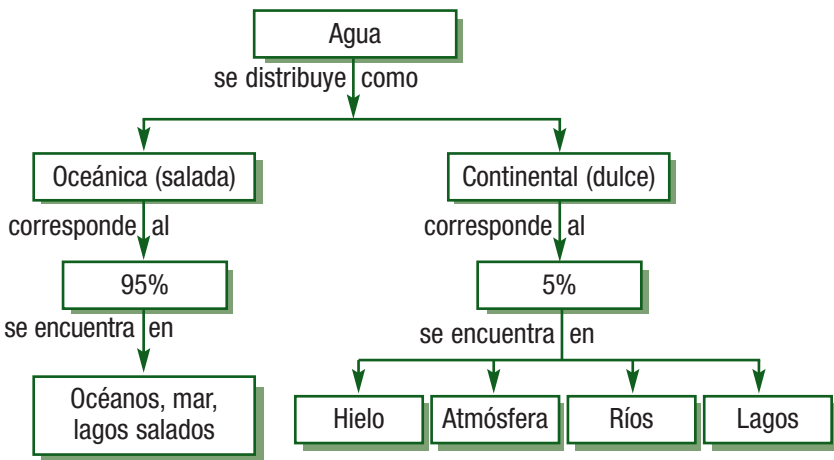 Agua
se distribuye como
Oceánica (salada)
Continental (dulce)
corresponde al
corresponde al
95%
5%
se encuentra en
se encuentra en
Océanos, mar,
lagos salados
Hielo
Atmósfera
Ríos
Lagos